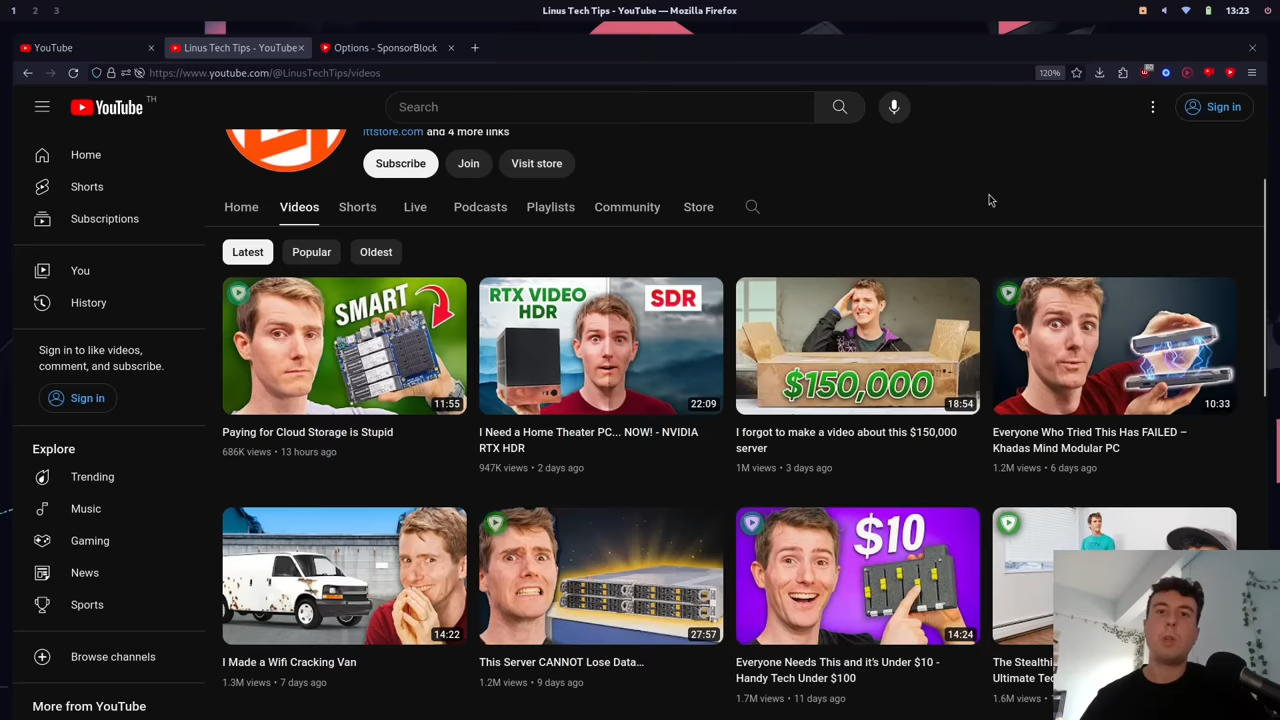 1 2 3
Linus Tech Tips - YouTube — Mozilla Firefox
13:23
YouTube
Linus Tech Tips - YouTube
Options - SponsorBlock
https://www.youtube.com/@LinusTechTips/videos
120%
80
YouTube TH
Search
Sign in
lttstore.com and 4 more links
Subscribe
Join
Visit store
Home
Shorts
Subscriptions
You
History
Sign in to like videos,
comment, and subscribe.
Sign in
Explore
Trending
Music
Gaming
News
Sports
Browse channels
More from YouTube
Home Videos Shorts Live Podcasts Playlists Community Store
Latest Popular Oldest
SMART
11:55
Paying for Cloud Storage is Stupid
686K views • 13 hours ago
RTX VIDEO
HDR
SDR
22:09
I Need a Home Theater PC... NOW! - NVIDIA
RTX HDR
947K views • 2 days ago
$150,000
18:54
I forgot to make a video about this $150,000
server
1M views • 3 days ago
10:33
Everyone Who Tried This Has FAILED –
Khadas Mind Modular PC
1.2M views • 6 days ago
14:22
I Made a Wifi Cracking Van
1.3M views • 7 days ago
27:57
This Server CANNOT Lose Data...
1.2M views • 9 days ago
$10
14:24
Everyone Needs This and it's Under $10 -
Handy Tech Under $100
1.7M views • 11 days ago
The Stealthi
Ultimate Te
1.6M views •